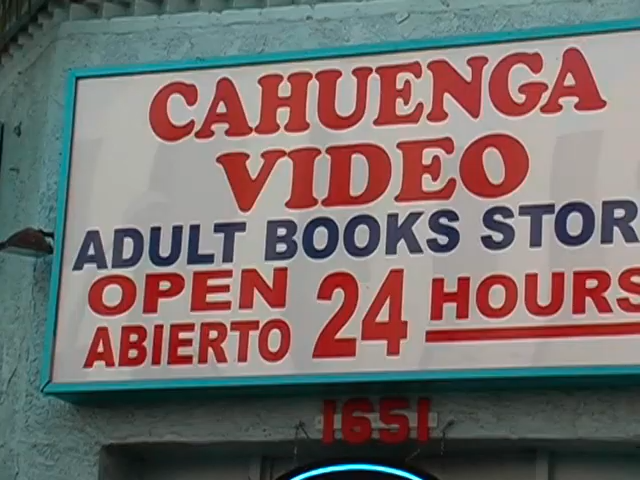 CAHUENGA
VIDEO
ADULT BOOKS STOR
OPEN 24 HOURS
ABIERTO
1651